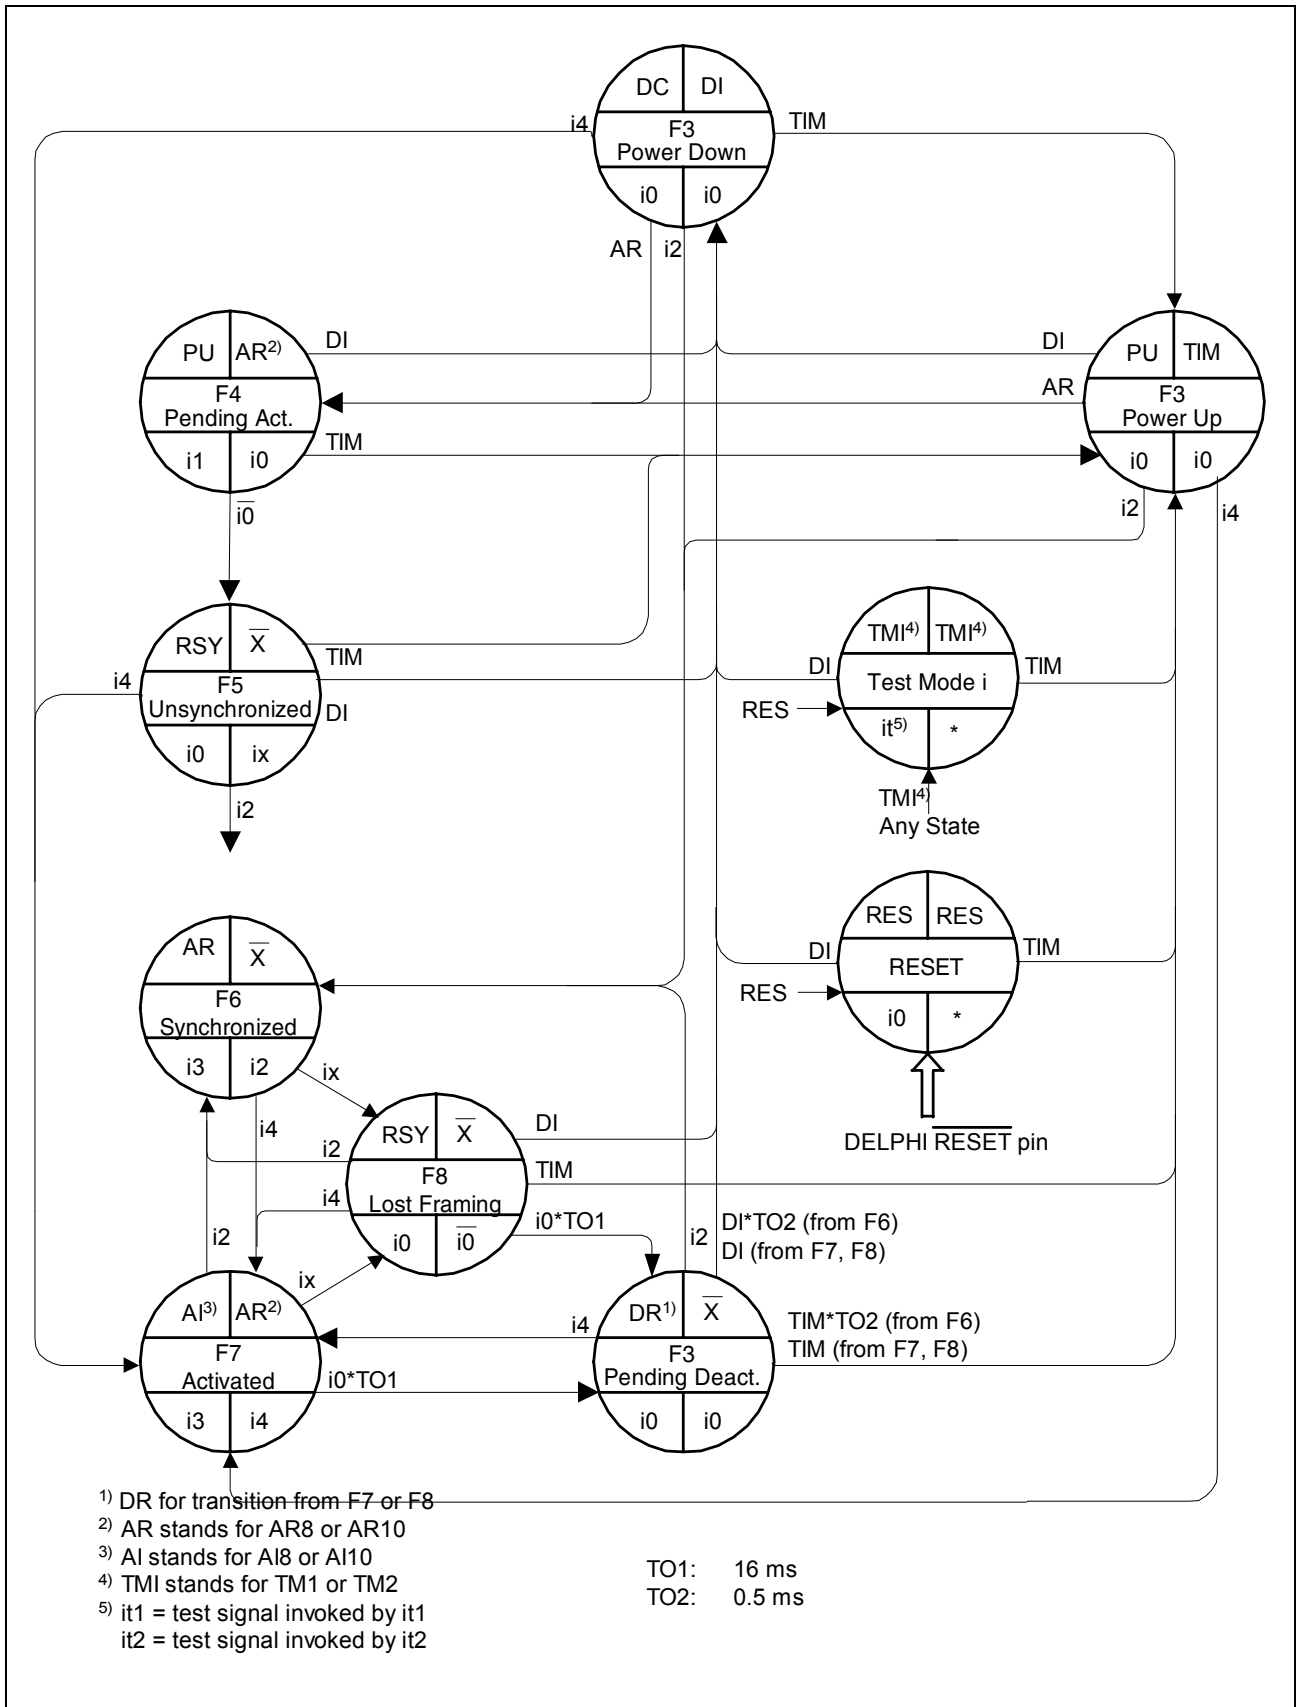 DC DI
i4 F3 TIM
Power Down
i0 i0
AR i2
PU AR2) DI
F4
Pending Act.
TIM
i1 i0
i0
DI PU TIM
AR F3
Power Up
i0 i0
i2 i4
RSY X
TIM
i4 F5
Unsynchronized DI
i0 ix
i2
TMI4) TMI4)
DI Test Mode i TIM
RES
it5) *
TMI4)
Any State
RES RES
DI RESET TIM
RES
i0 *
DELPHI RESET pin
AR X
F6
Synchronized
i3 i2
ix
i4
RSY X DI
i2 F8 TIM
i4 Lost Framing
i0 i0 i0*TO1
i2
ix
i2 DI*TO2 (from F6)
DI (from F7, F8)
AI3) AR2)
F7
Activated
i3 i4
i4
i0*TO1
DR1) X
F3
Pending Deact.
i0 i0
TIM*TO2 (from F6)
TIM (from F7, F8)
1) DR for transition from F7 or F8
2) AR stands for AR8 or AR10
3) AI stands for AI8 or AI10
4) TMI stands for TM1 or TM2
5) it1 = test signal invoked by it1
it2 = test signal invoked by it2
TO1: 16 ms
TO2: 0.5 ms